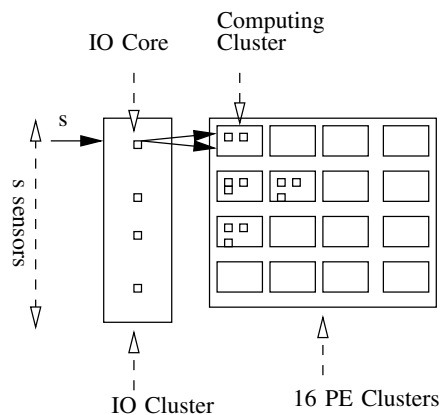 IO Core
Computing
Cluster
s
s sensors
IO Cluster
16 PE Clusters